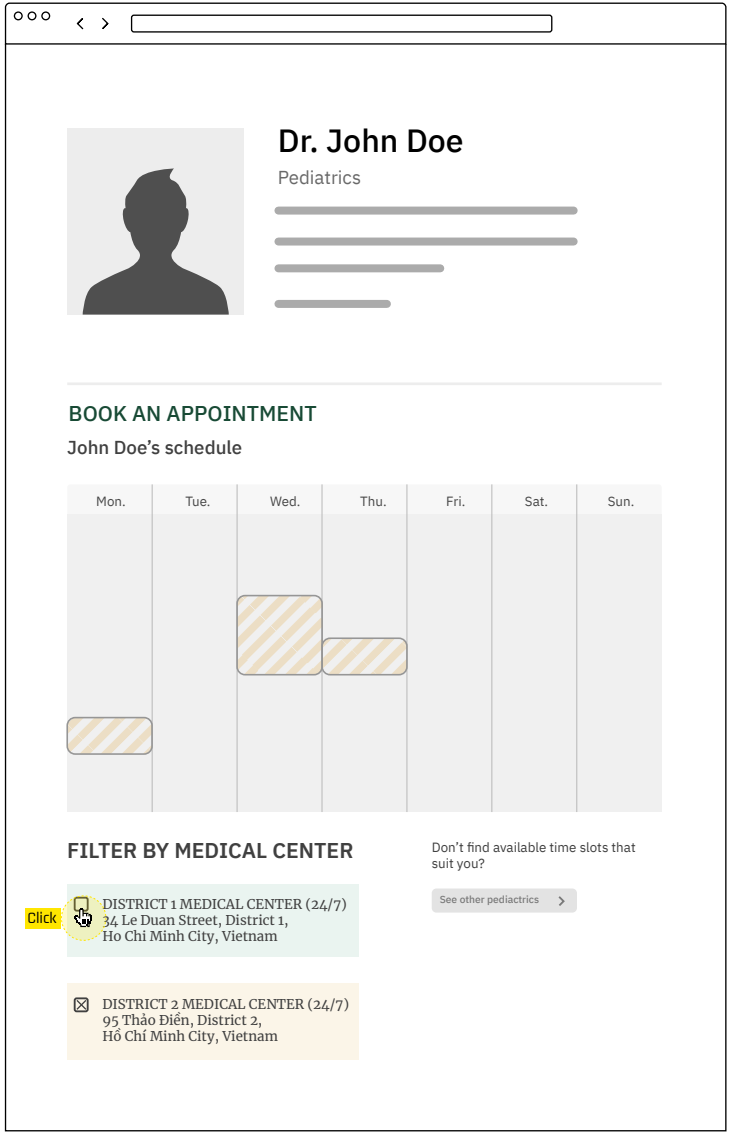 Dr. John Doe
Pediatrics
BOOK AN APPOINTMENT
John Doe’s schedule
Mon. Tue. Wed. Thu. Fri. Sat. Sun.
FILTER BY MEDICAL CENTER
DISTRICT 1 MEDICAL CENTER (24/7)
34 Le Duan Street, District 1,
Ho Chi Minh City, Vietnam
Click
DISTRICT 2 MEDICAL CENTER (24/7)
95 Thảo Điền, District 2,
Hồ Chí Minh City, Vietnam
Don’t find available time slots that
suit you?
See other pediactrics